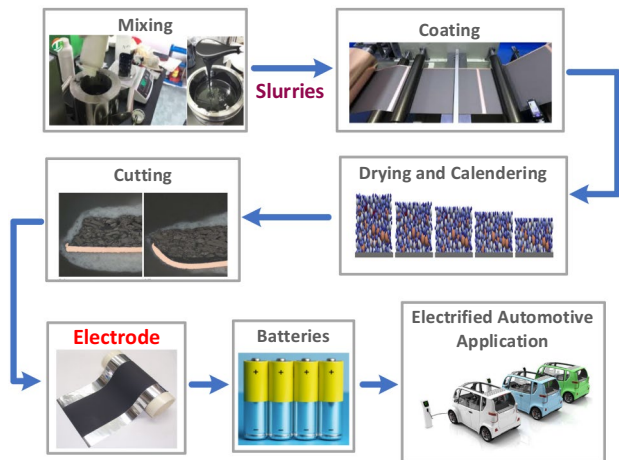 Mixing
Slurries
Coating
Drying and Calendering
Cutting
Electrode
Batteries
+ + + +
Electrified Automotive
Application